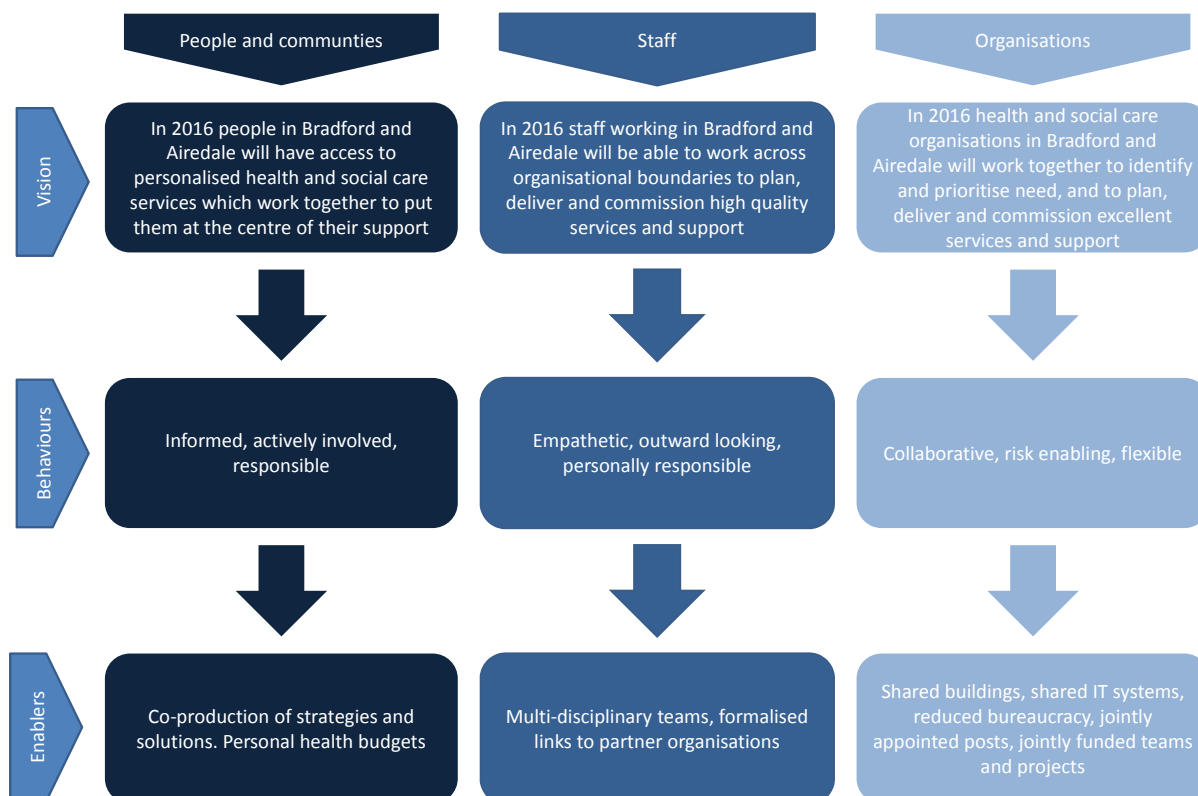 People and communties
Staff
Organisations
Vision
In 2016 people in Bradford and
Airedale will have access to
personalised health and social care
services which work together to put
them at the centre of their support
In 2016 staff working in Bradford and
Airedale will be able to work across
organisational boundaries to plan,
deliver and commission high quality
services and support
In 2016 health and social care
organisations in Bradford and
Airedale will work together to identify
and prioritise need, and to plan,
deliver and commission excellent
services and support
Behaviours
Informed, actively involved,
responsible
Empathetic, outward looking,
personally responsible
Collaborative, risk enabling, flexible
Enablers
Co-production of strategies and
solutions. Personal health budgets
Multi-disciplinary teams, formalised
links to partner organisations
Shared buildings, shared IT systems,
reduced bureaucracy, jointly
appointed posts, jointly funded teams
and projects